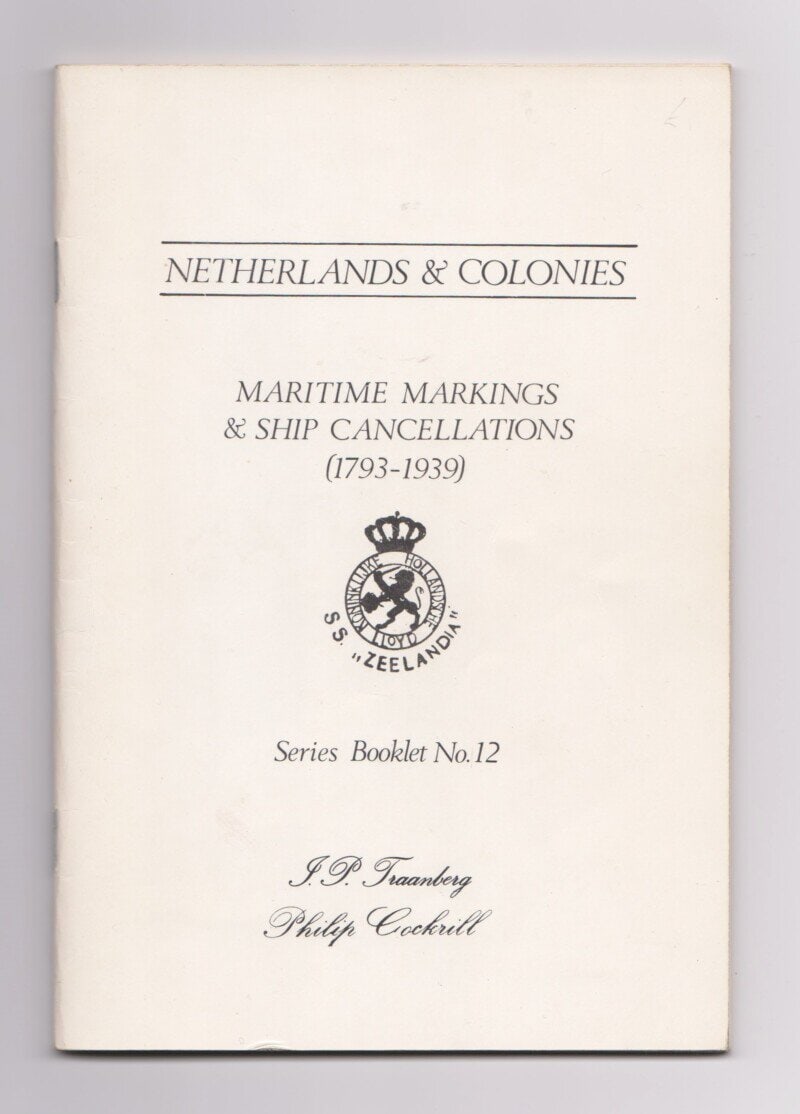 NETHERLANDS & COLONIES
MARITIME MARKINGS
& SHIP CANCELLATIONS
(1793-1939)
KONINKLIJKE HOLLANDSCHE
LLOYD
S.S. „ZEELANDIA"
Series Booklet No. 12
J. P. Traanberg
Philip Cockrill